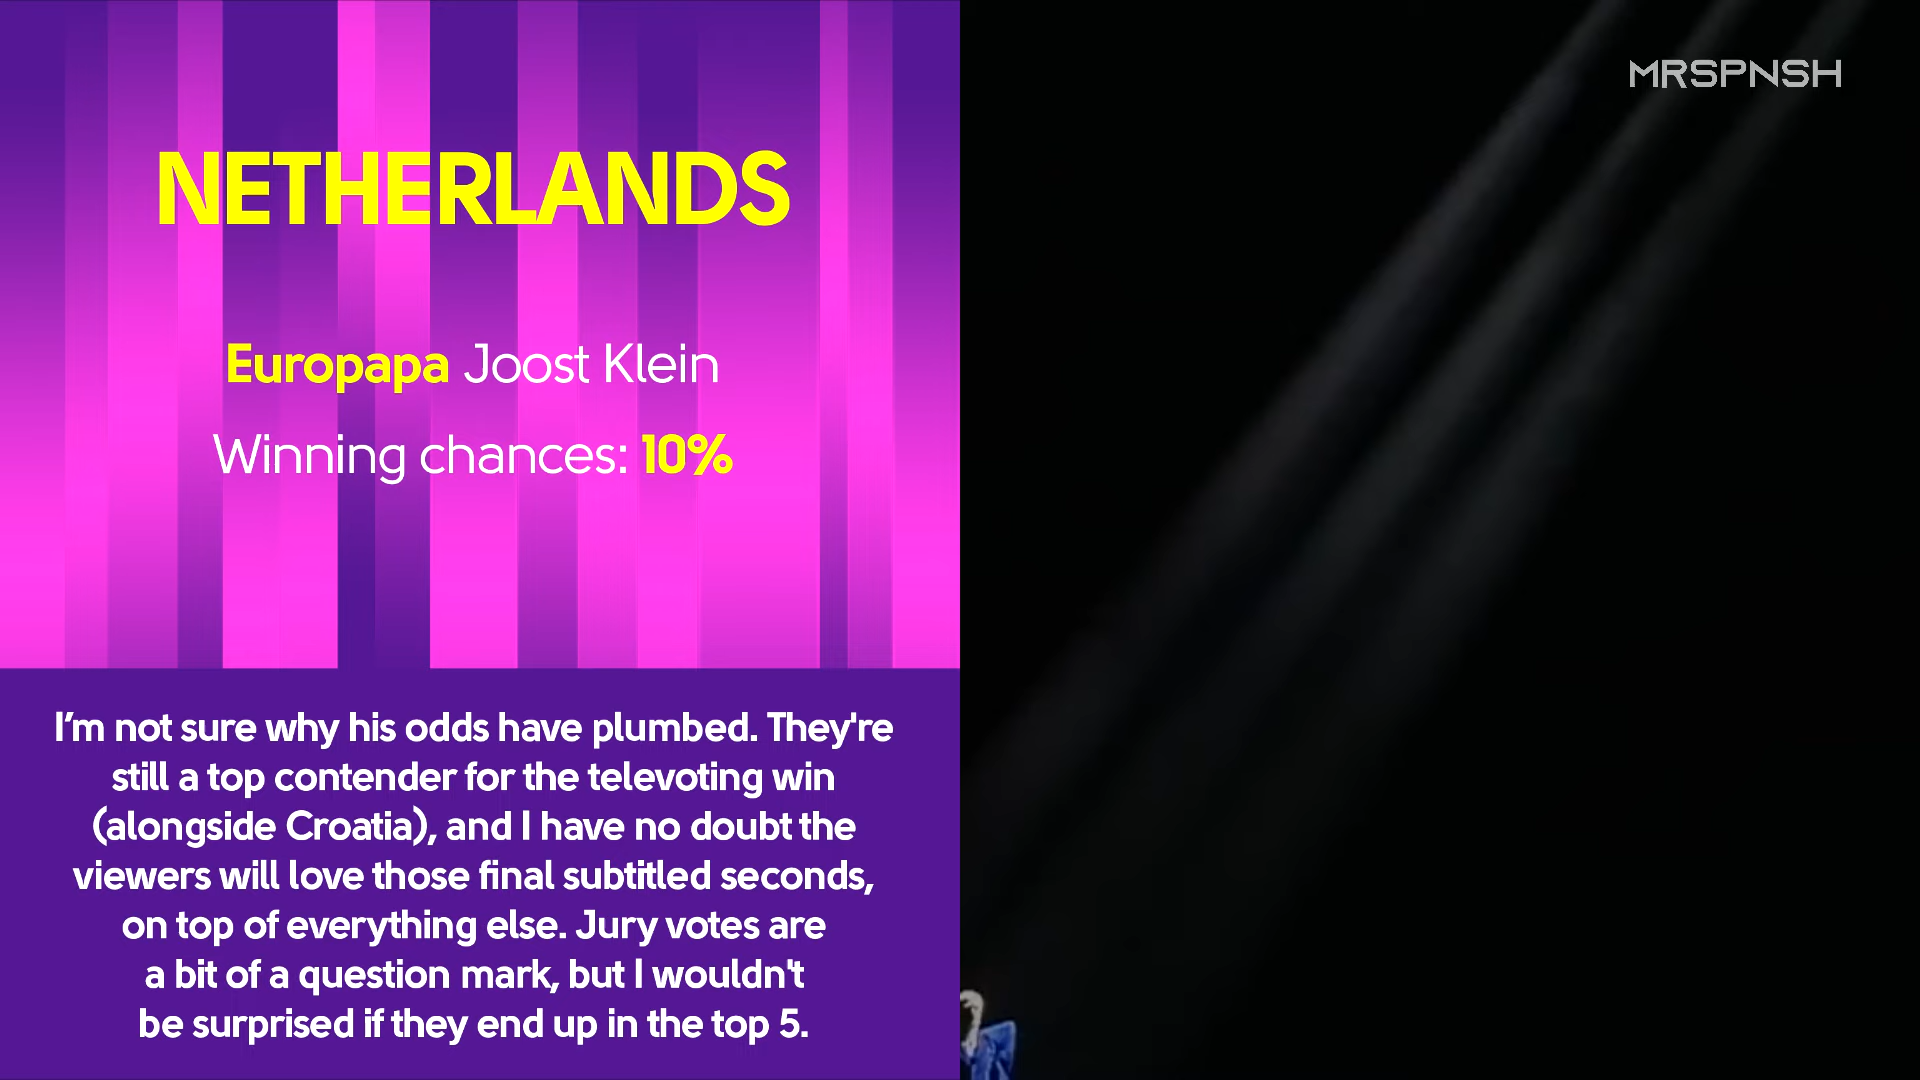 MRSPNSH
NETHERLANDS
Europapa Joost Klein
Winning chances: 10%
I'm not sure why his odds have plumbed. They're
still a top contender for the televoting win
(alongside Croatia), and I have no doubt the
viewers will love those final subtitled seconds,
on top of everything else. Jury votes are
a bit of a question mark, but I wouldn't
be surprised if they end up in the top 5.